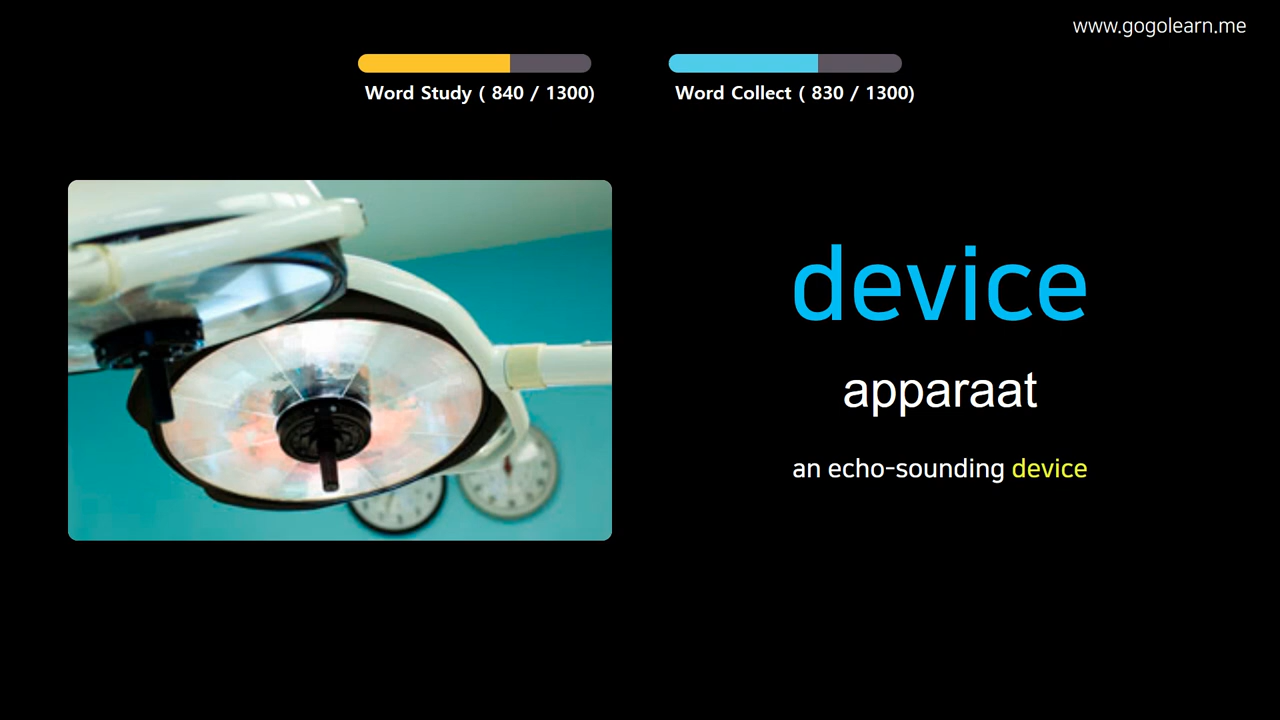 www.gogolearn.me
Word Study ( 840 / 1300)
Word Collect ( 830 / 1300)
device
apparaat
an echo-sounding device